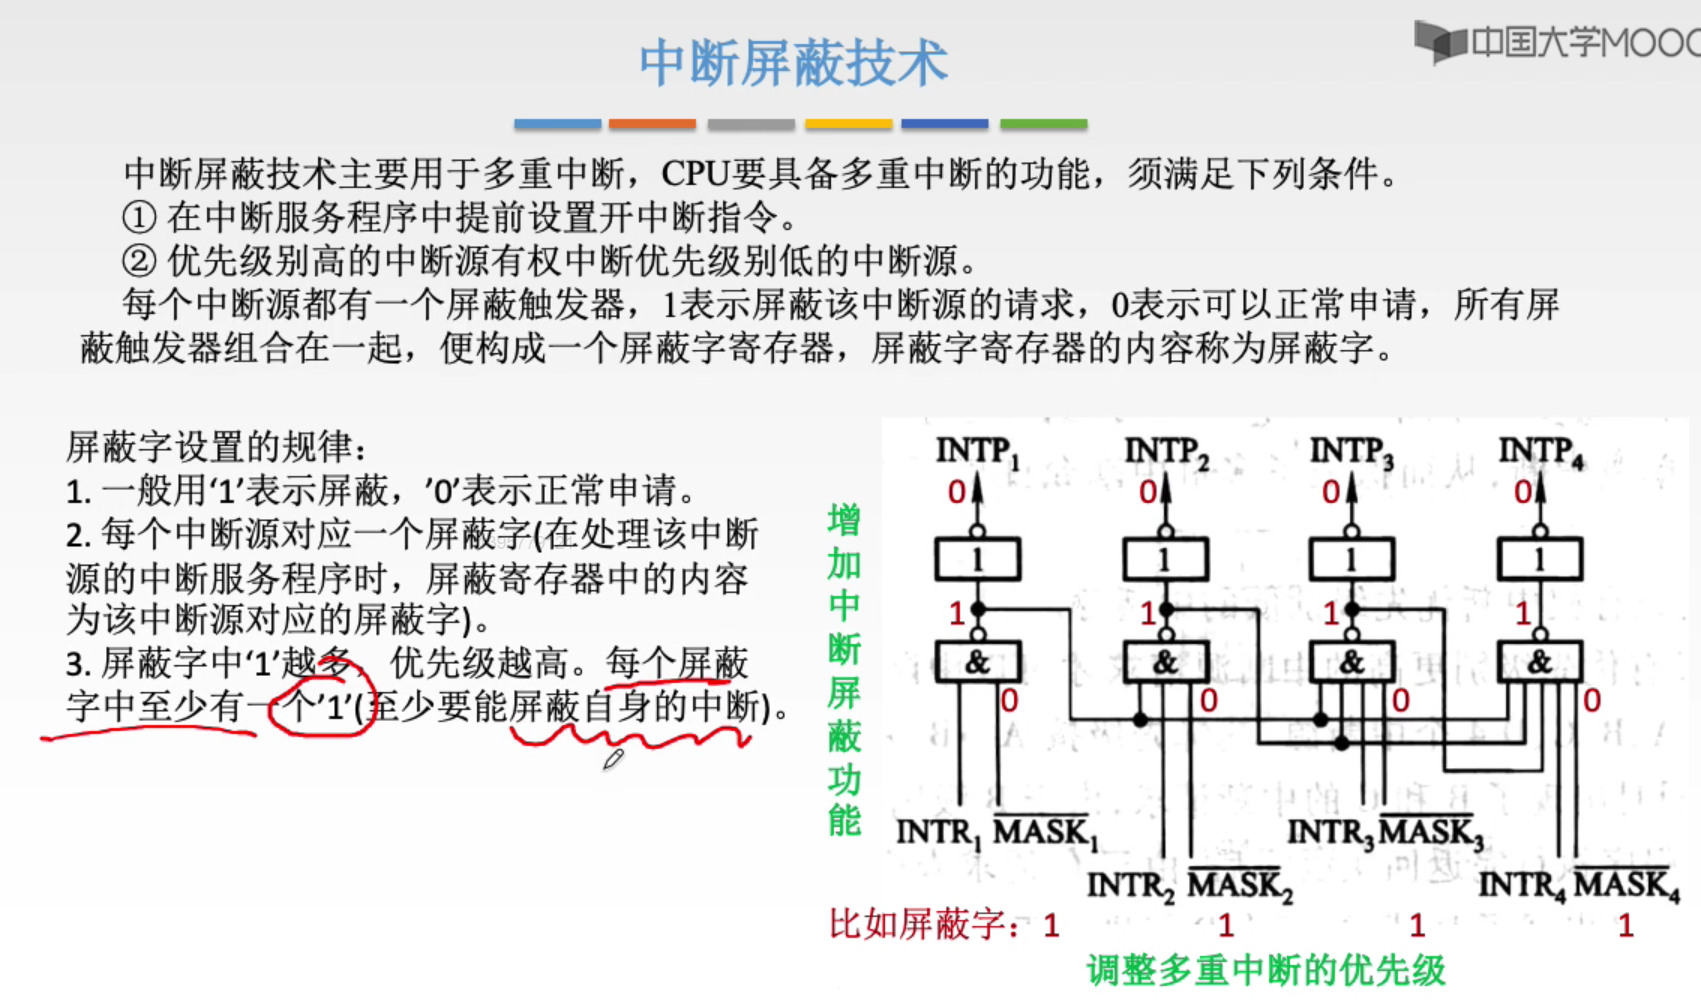 中断屏蔽技术
中国大学MOOC
中断屏蔽技术主要用于多重中断，CPU要具备多重中断的功能，须满足下列条件。
① 在中断服务程序中提前设置开中断指令。
② 优先级别高的中断源有权中断优先级别低的中断源。
每个中断源都有一个屏蔽触发器，1表示屏蔽该中断源的请求，0表示可以正常申请，所有屏
蔽触发器组合在一起，便构成一个屏蔽字寄存器，屏蔽字寄存器的内容称为屏蔽字。
屏蔽字设置的规律：
1. 一般用‘1’表示屏蔽，’0’表示正常申请。
2. 每个中断源对应一个屏蔽字(在处理该中断
源的中断服务程序时，屏蔽寄存器中的内容
为该中断源对应的屏蔽字)。
3. 屏蔽字中‘1’越多，优先级越高。每个屏蔽
字中至少有一个’1’(至少要能屏蔽自身的中断)。
增加中断屏蔽功能
INTP₁ INTP₂ INTP₃ INTP₄
0 0 0 0
1 1 1 1
1 1 1 1
& & & &
0 0 0 0
INTR₁ M̅A̅S̅K̅₁ INTR₃ M̅A̅S̅K̅₃
INTR₂ M̅A̅S̅K̅₂ INTR₄ M̅A̅S̅K̅₄
比如屏蔽字：1 1 1 1
调整多重中断的优先级